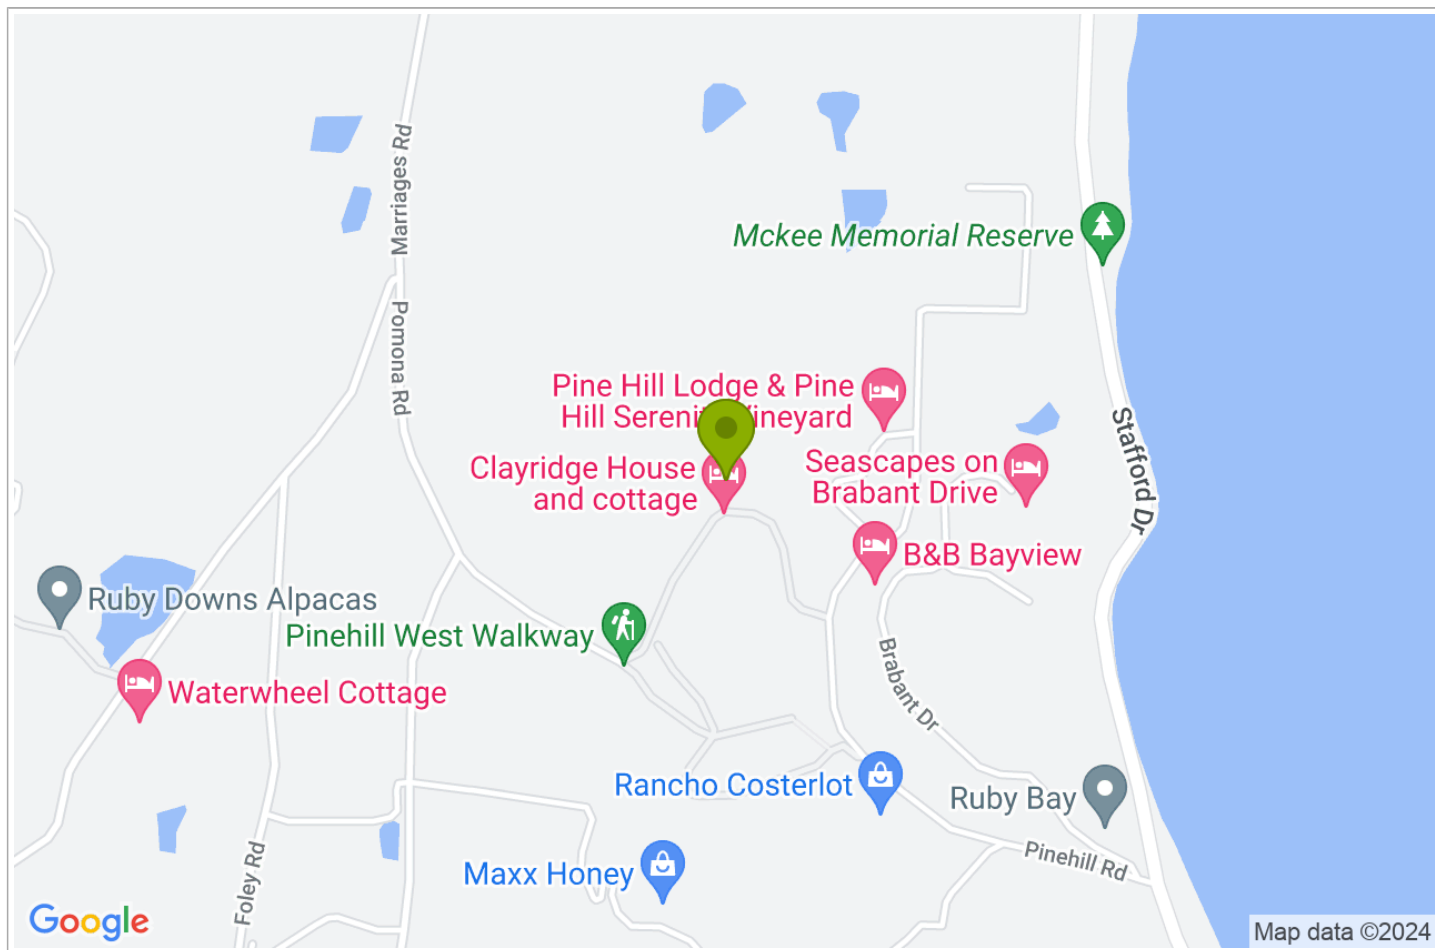 Marriages Rd
Mckee Memorial Reserve
Pomona Rd
Pine Hill Lodge & Pine
Hill Serenity Vineyard
Stafford Dr
Clayridge House
and cottage
Seascapes on
Brabant Drive
B&B Bayview
Ruby Downs Alpacas
Pinehill West Walkway
Waterwheel Cottage
Brabant Dr
Rancho Costerlot
Ruby Bay
Pinehill Rd
Maxx Honey
Foley Rd
Google
Map data ©2024